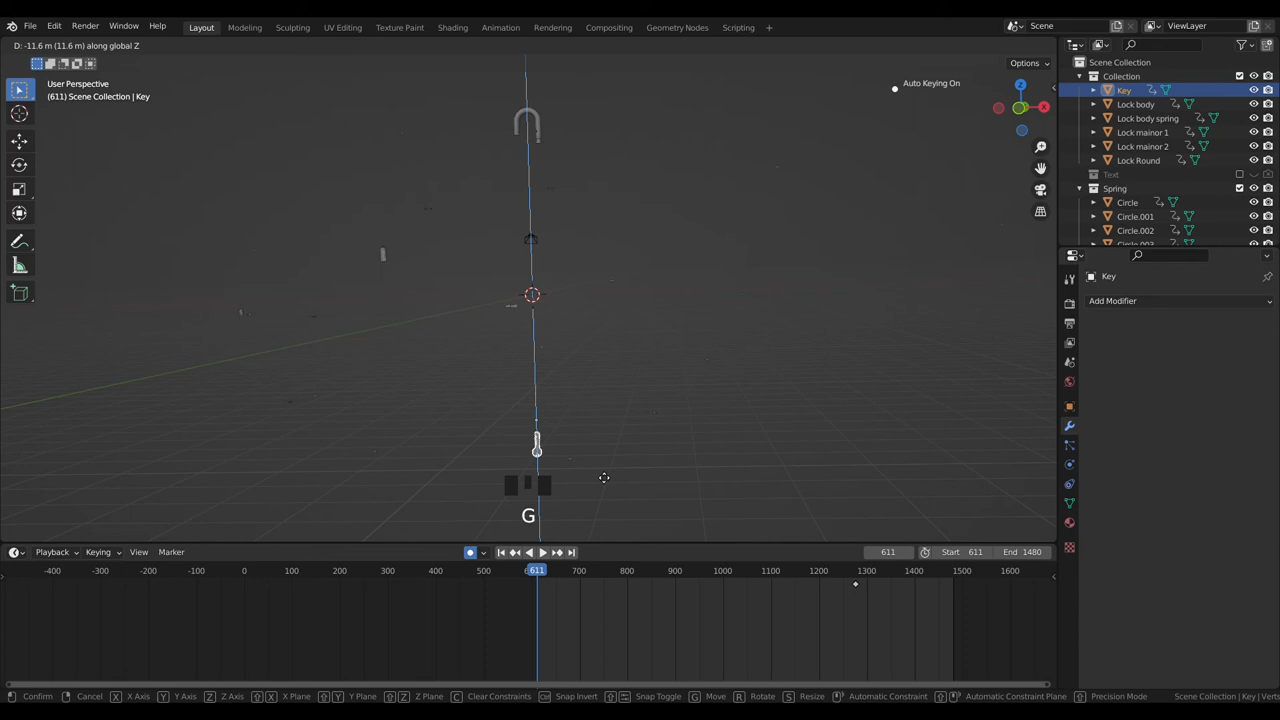 File Edit Render Window Help Layout Modeling Sculpting UV Editing Texture Paint Shading Animation Rendering Compositing Geometry Nodes Scripting + Scene ViewLayer
D: -11.6 m (11.6 m) along global Z
Options
User Perspective
(611) Scene Collection | Key
Auto Keying On
Z
X
G
Scene Collection
Collection
Key
Lock body
Lock body spring
Lock mainor 1
Lock mainor 2
Lock Round
Text
Spring
Circle
Circle.001
Circle.002
Key
Add Modifier
Playback Keying View Marker 611 Start 611 End 1480
-400 -300 -200 -100 0 100 200 300 400 500 611 700 800 900 1000 1100 1200 1300 1400 1500 1600
Confirm Cancel X X Axis Y Y Axis Z Z Axis X X Plane Y Y Plane Z Z Plane C Clear Constraints Snap Invert Snap Toggle G Move R Rotate S Resize Automatic Constraint Automatic Constraint Plane Precision Mode Scene Collection | Key | Verts